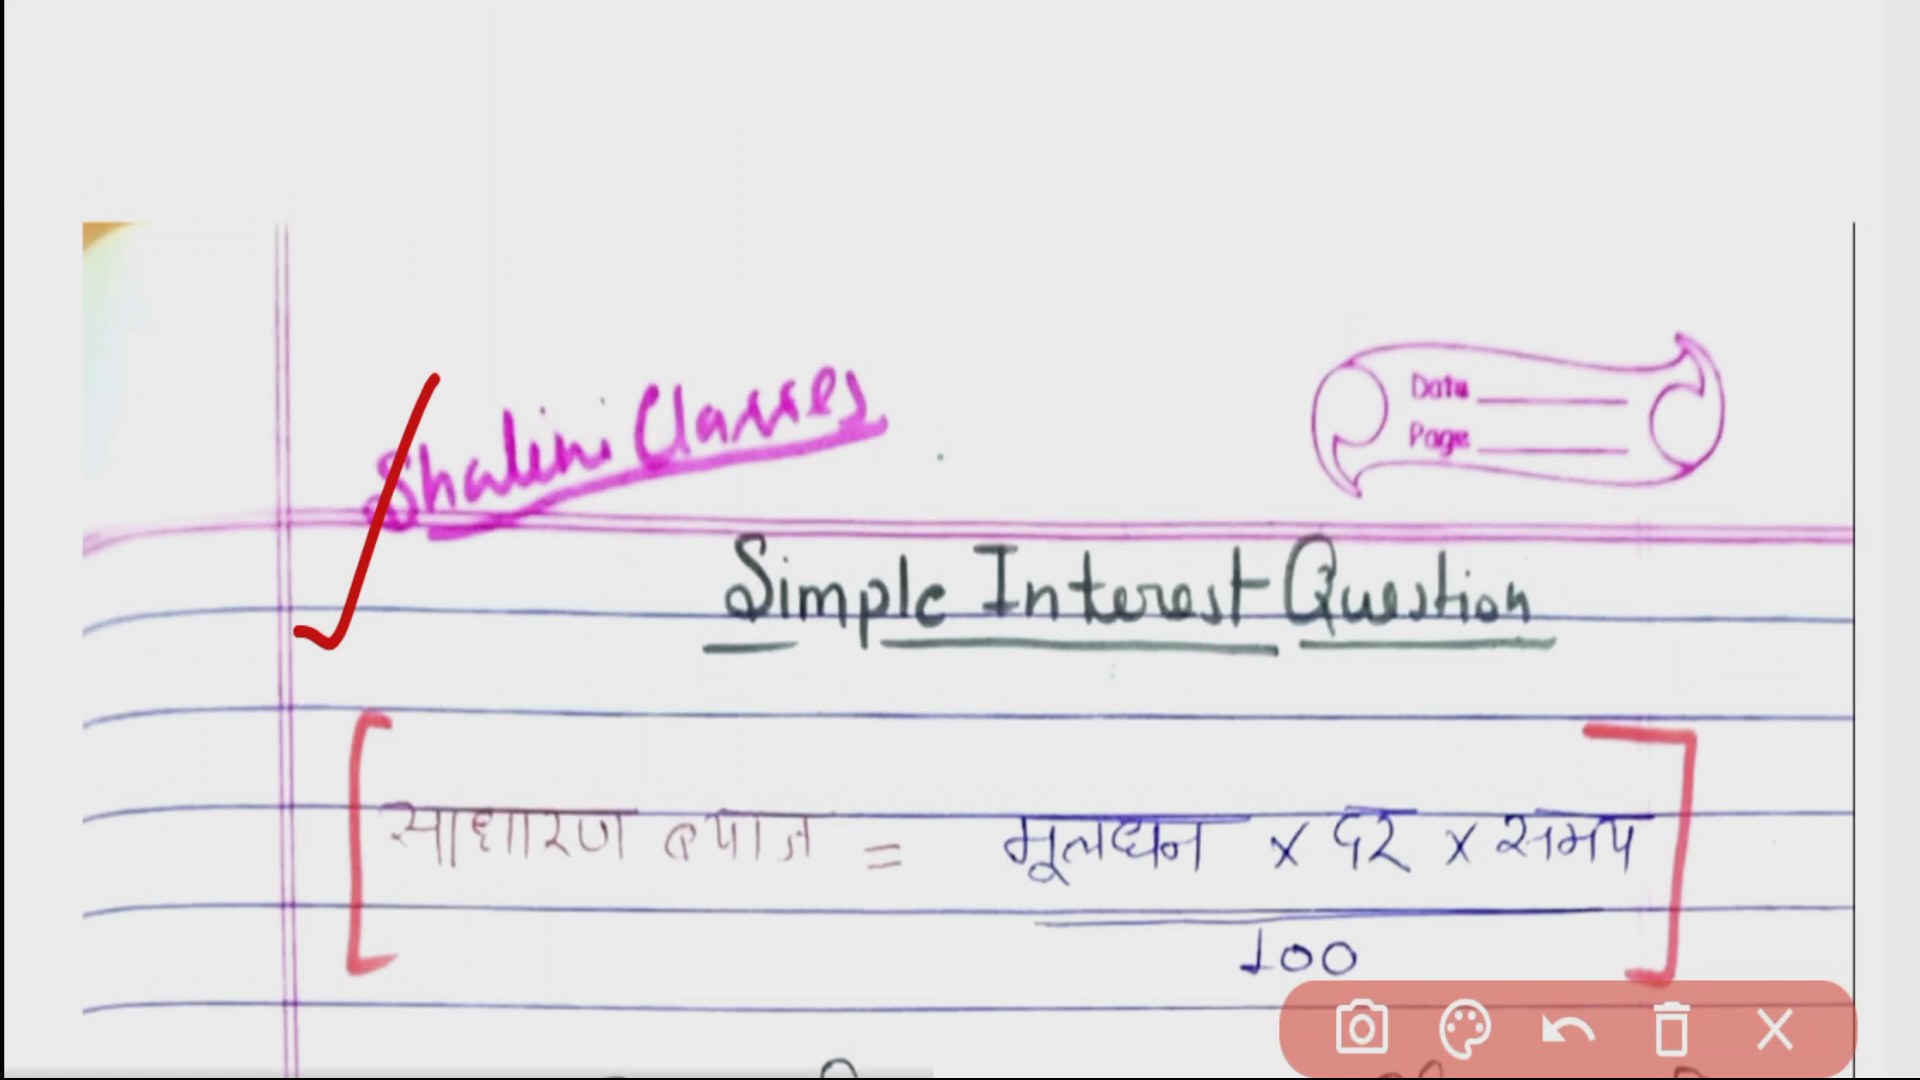 Shalini Classes
Date
Page
Simple Interest Question
साधारण ब्याज = मूलधन × दर × समय
100